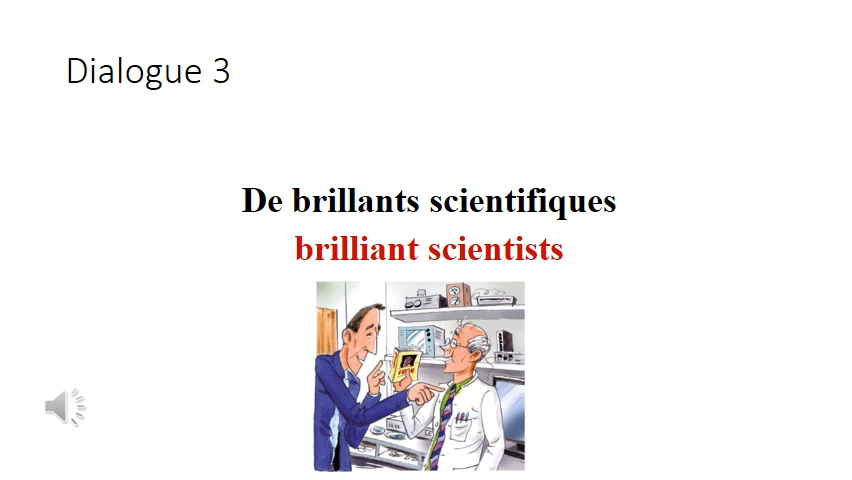 Dialogue 3
De brillants scientifiques
brilliant scientists